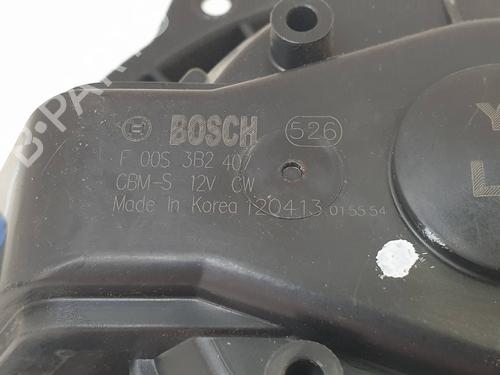 BOSCH 526
F 00S 3B2 407
CBM-S 12V CW
Made In Korea 120413 015554
Y
L
B-PARTS